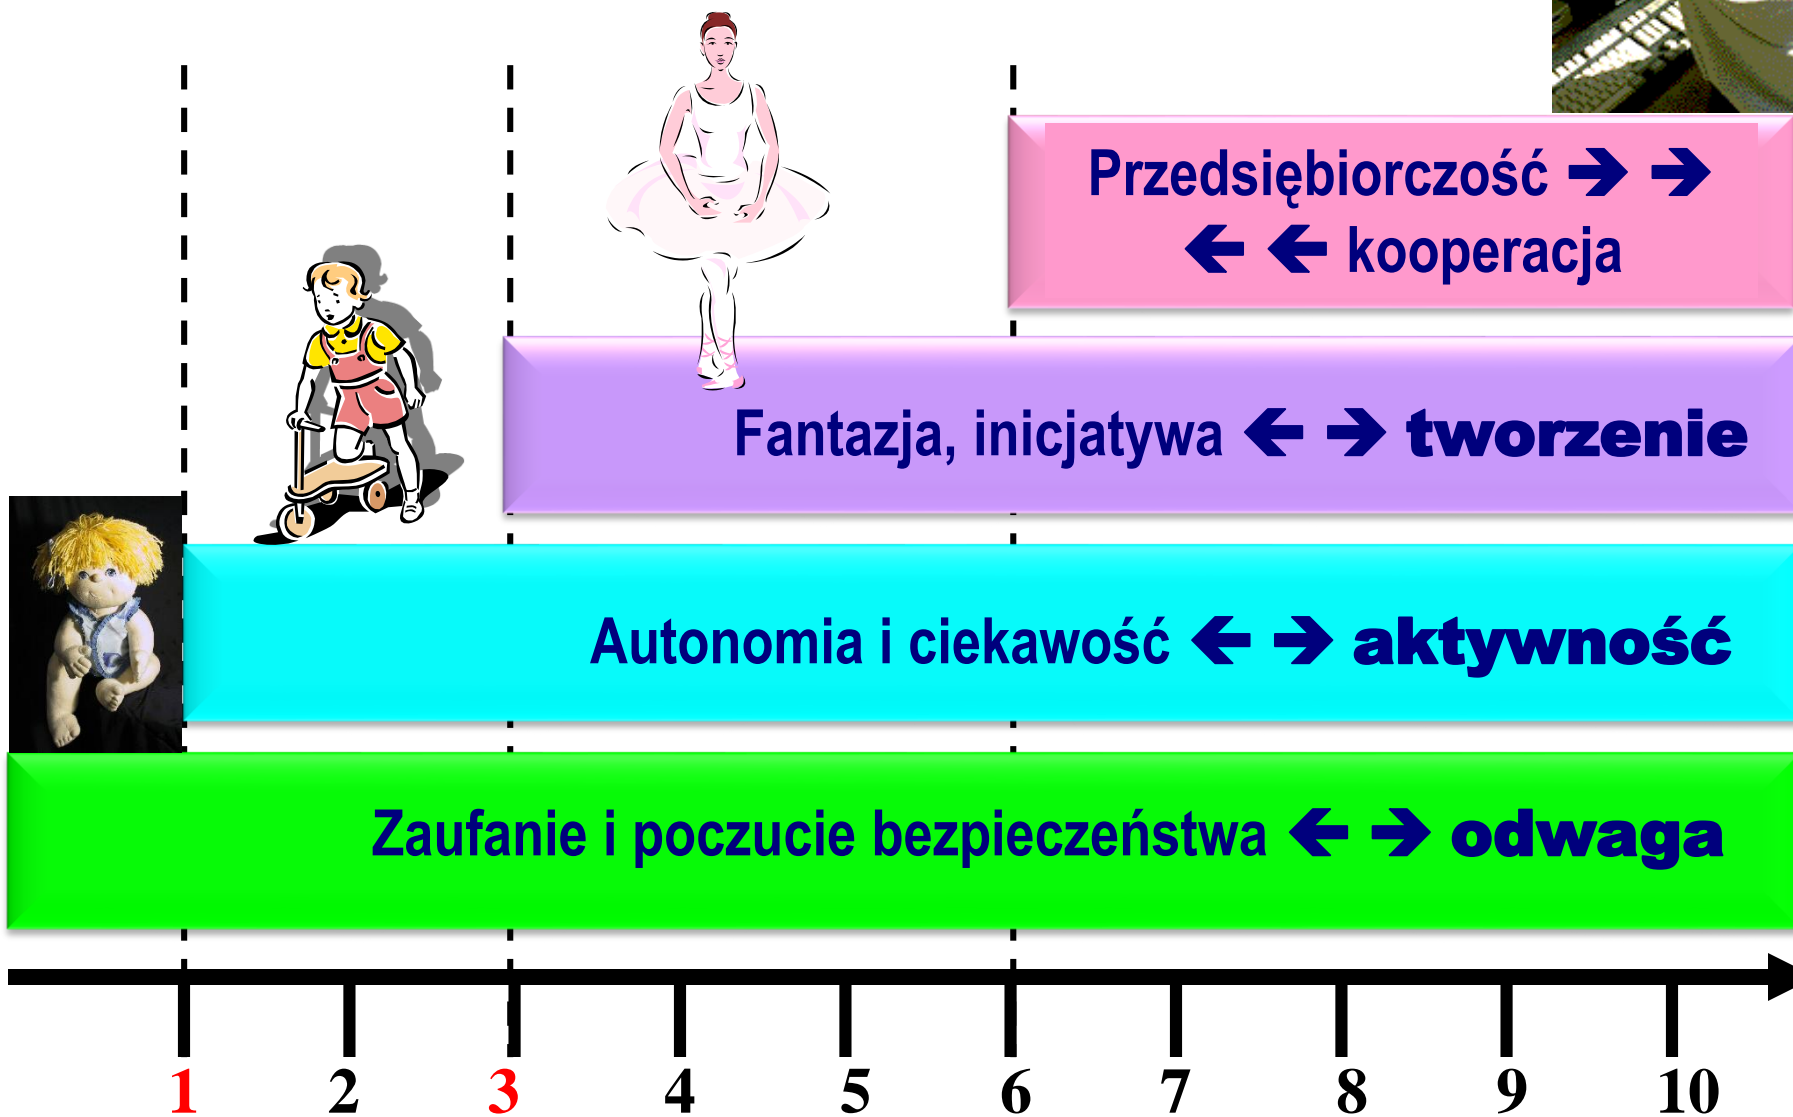 Przedsiębiorczość → →
← ← kooperacja
Fantazja, inicjatywa ← → tworzenie
Autonomia i ciekawość ← → aktywność
Zaufanie i poczucie bezpieczeństwa ← → odwaga
1 2 3 4 5 6 7 8 9 10